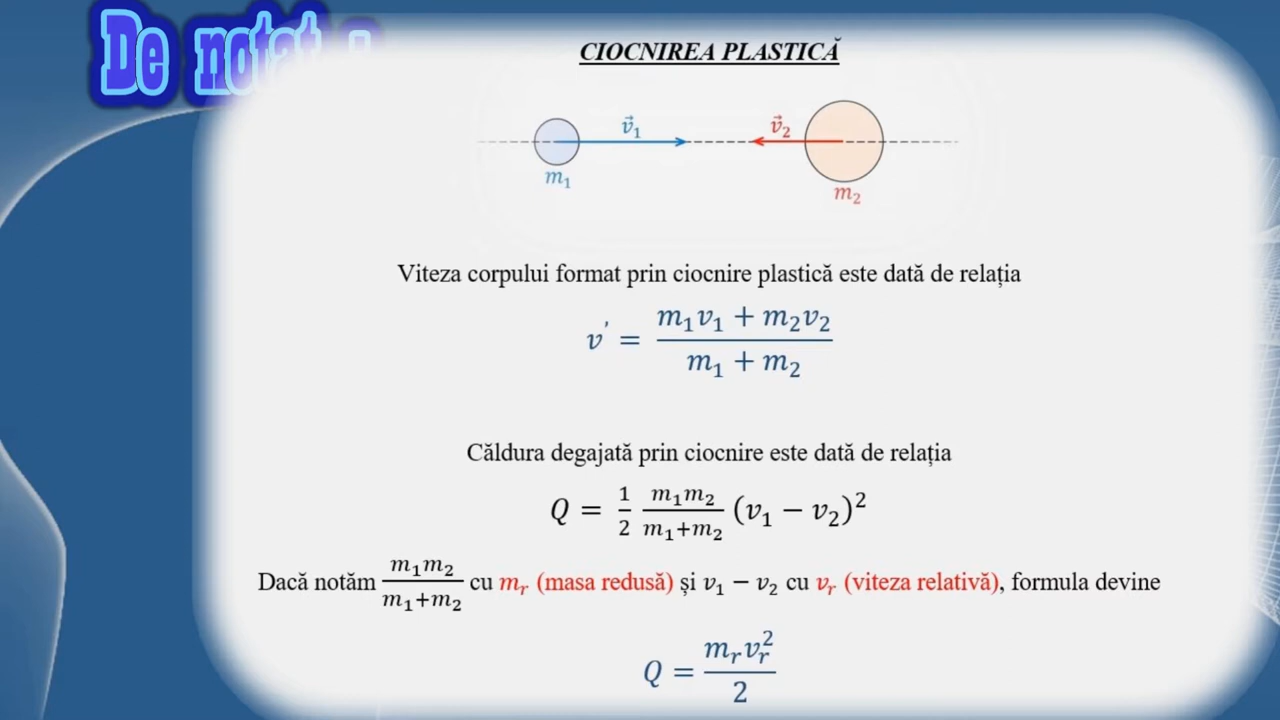 De notat
CIOCNIREA PLASTICĂ
v⃗₁ v⃗₂
m₁ m₂
Viteza corpului format prin ciocnire plastică este dată de relația
v' = (m₁v₁ + m₂v₂) / (m₁ + m₂)
Căldura degajată prin ciocnire este dată de relația
Q = 1/2 m₁m₂/(m₁+m₂) (v₁ − v₂)²
Dacă notăm m₁m₂/(m₁+m₂) cu mᵣ (masa redusă) și v₁ − v₂ cu vᵣ (viteza relativă), formula devine
Q = mᵣvᵣ²/2